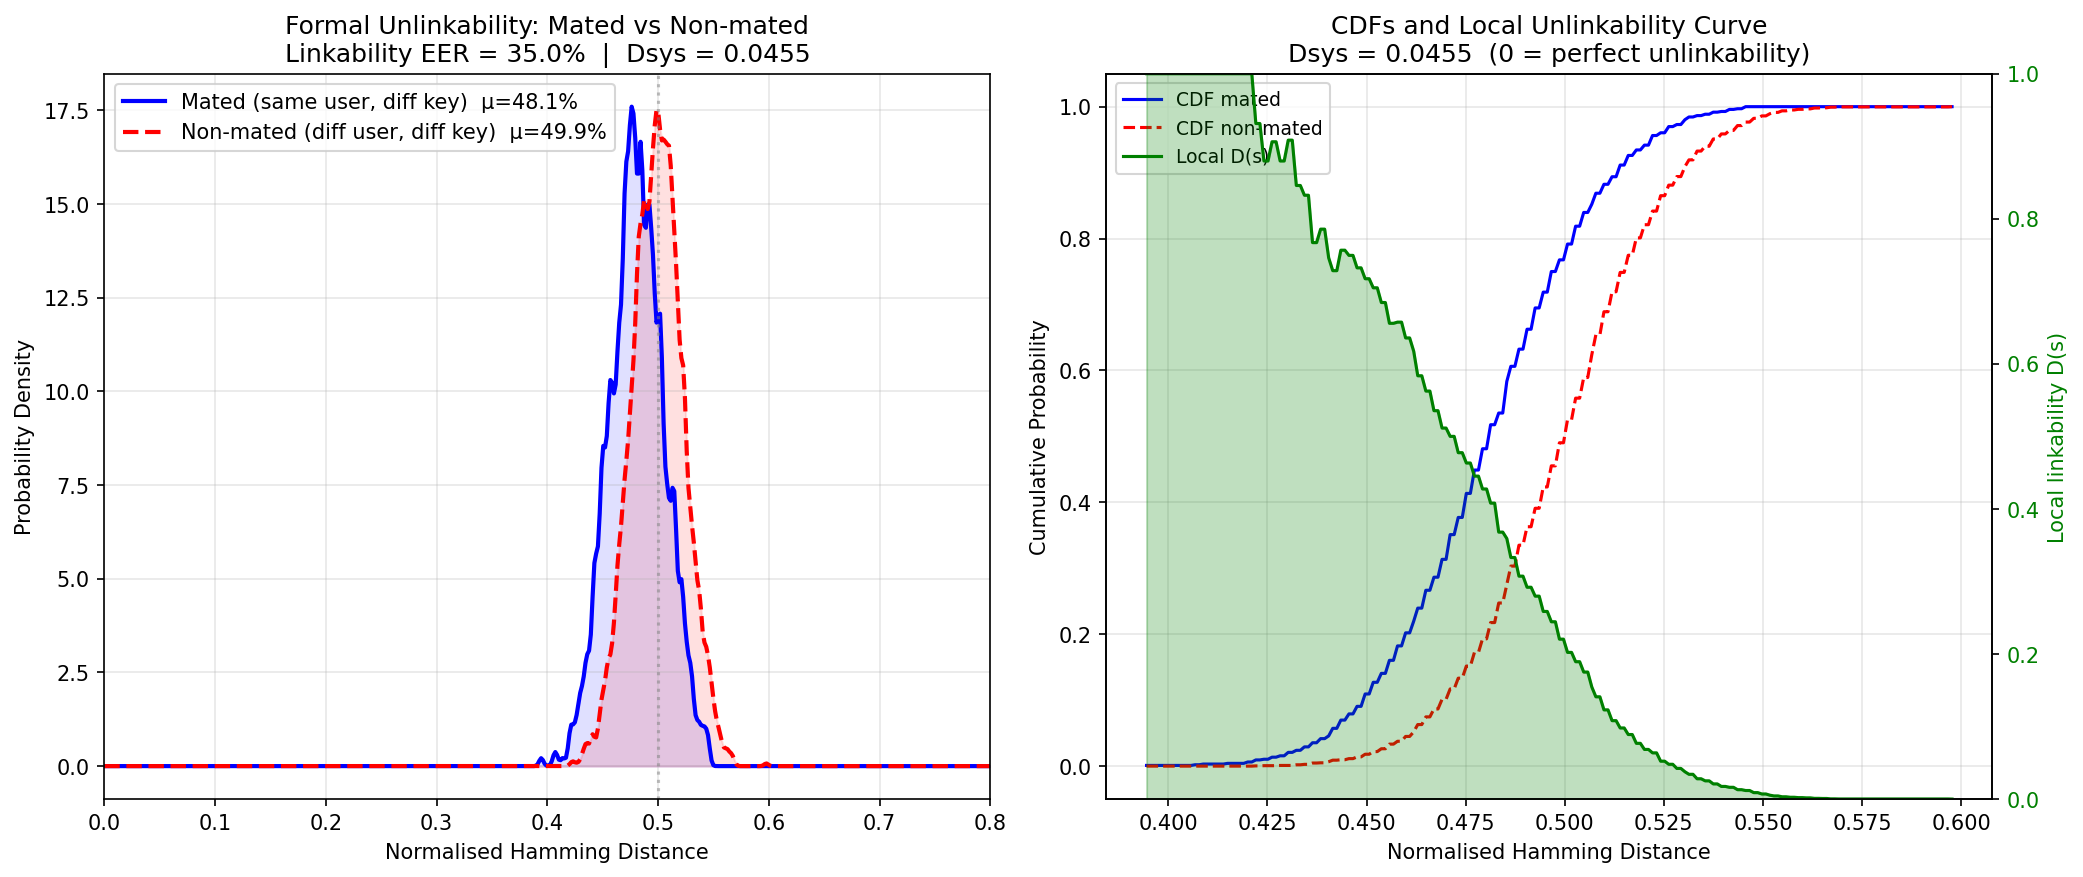 Formal Unlinkability: Mated vs Non-mated
Linkability EER = 35.0%  |  Dsys = 0.0455
Mated (same user, diff key)  μ=48.1%
Non-mated (diff user, diff key)  μ=49.9%
Probability Density
17.5
15.0
12.5
10.0
7.5
5.0
2.5
0.0
0.0 0.1 0.2 0.3 0.4 0.5 0.6 0.7 0.8
Normalised Hamming Distance
CDFs and Local Unlinkability Curve
Dsys = 0.0455  (0 = perfect unlinkability)
CDF mated
CDF non-mated
Local D(s)
Cumulative Probability
1.0
0.8
0.6
0.4
0.2
0.0
0.400 0.425 0.450 0.475 0.500 0.525 0.550 0.575 0.600
Normalised Hamming Distance
1.0
0.8
0.6
0.4
0.2
0.0
Local linkability D(s)